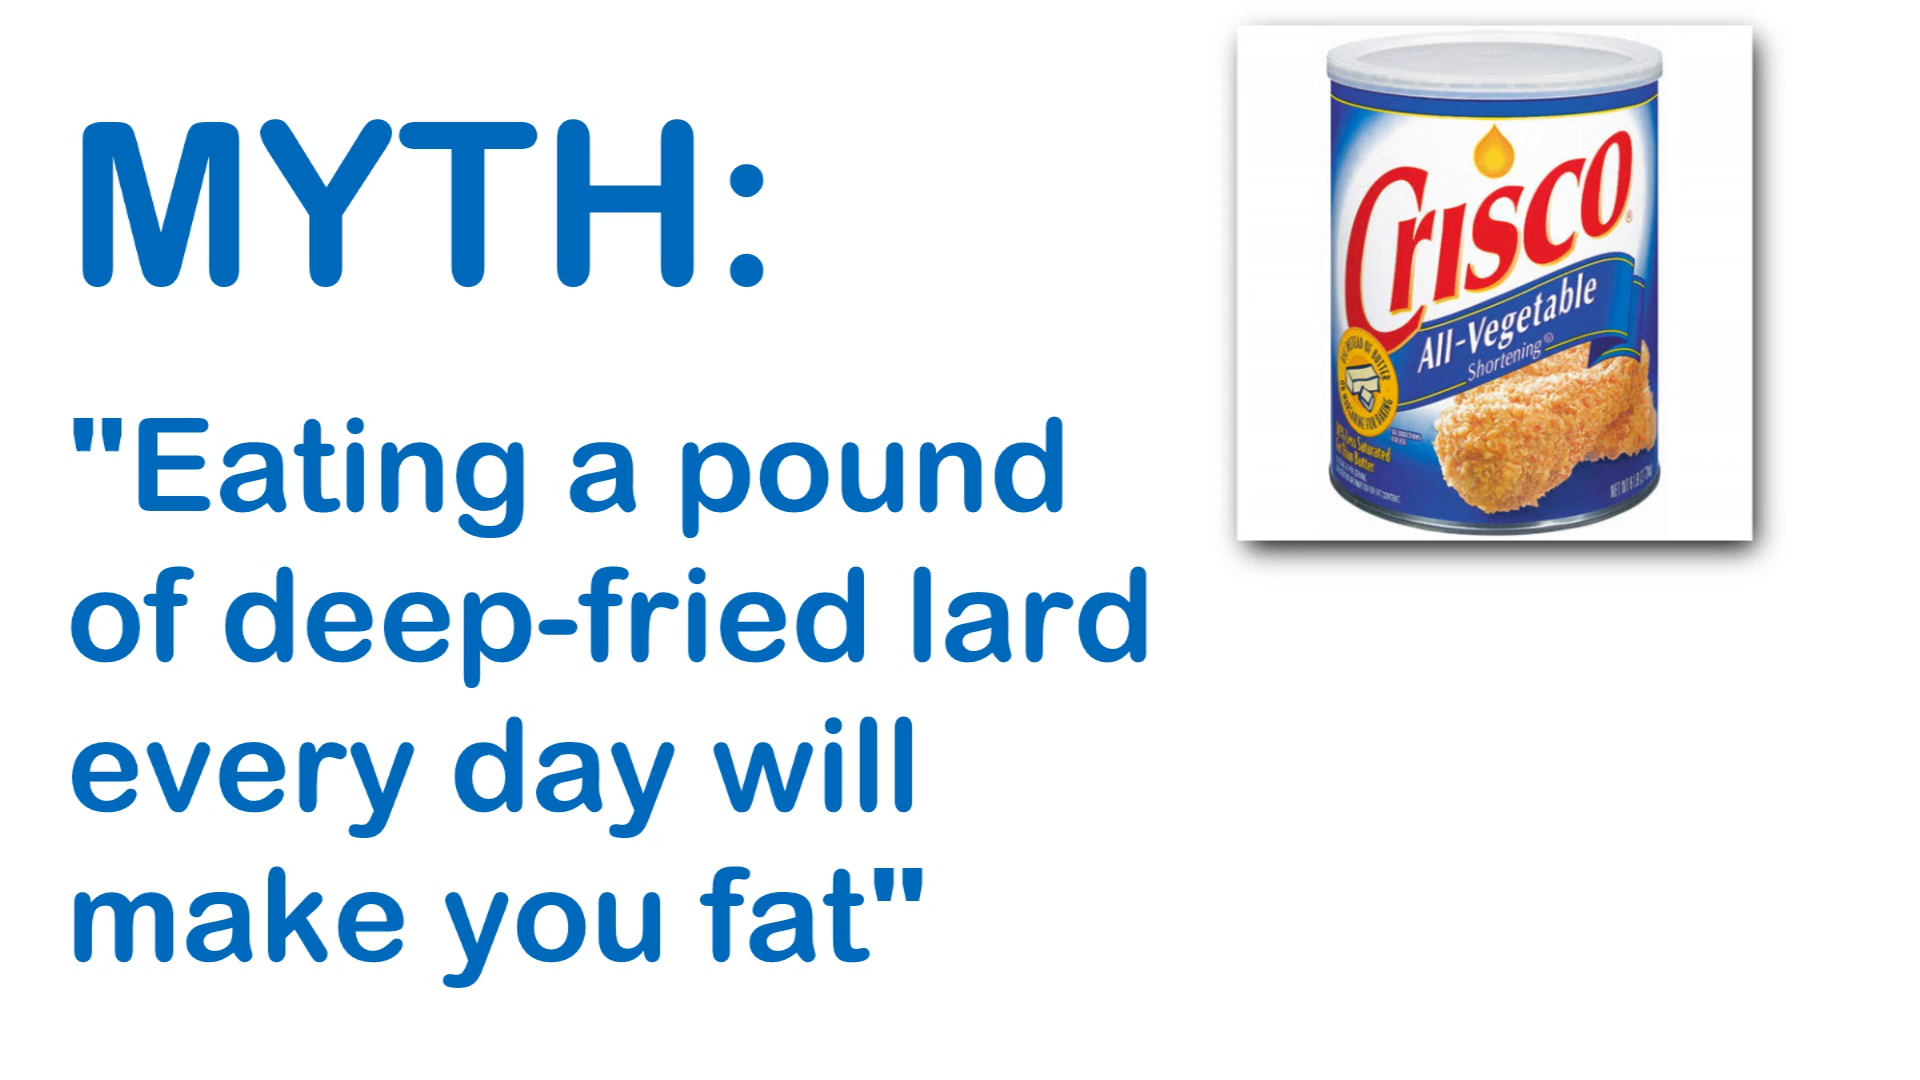 MYTH:
"Eating a pound
of deep-fried lard
every day will
make you fat"
Crisco
All-Vegetable
Shortening